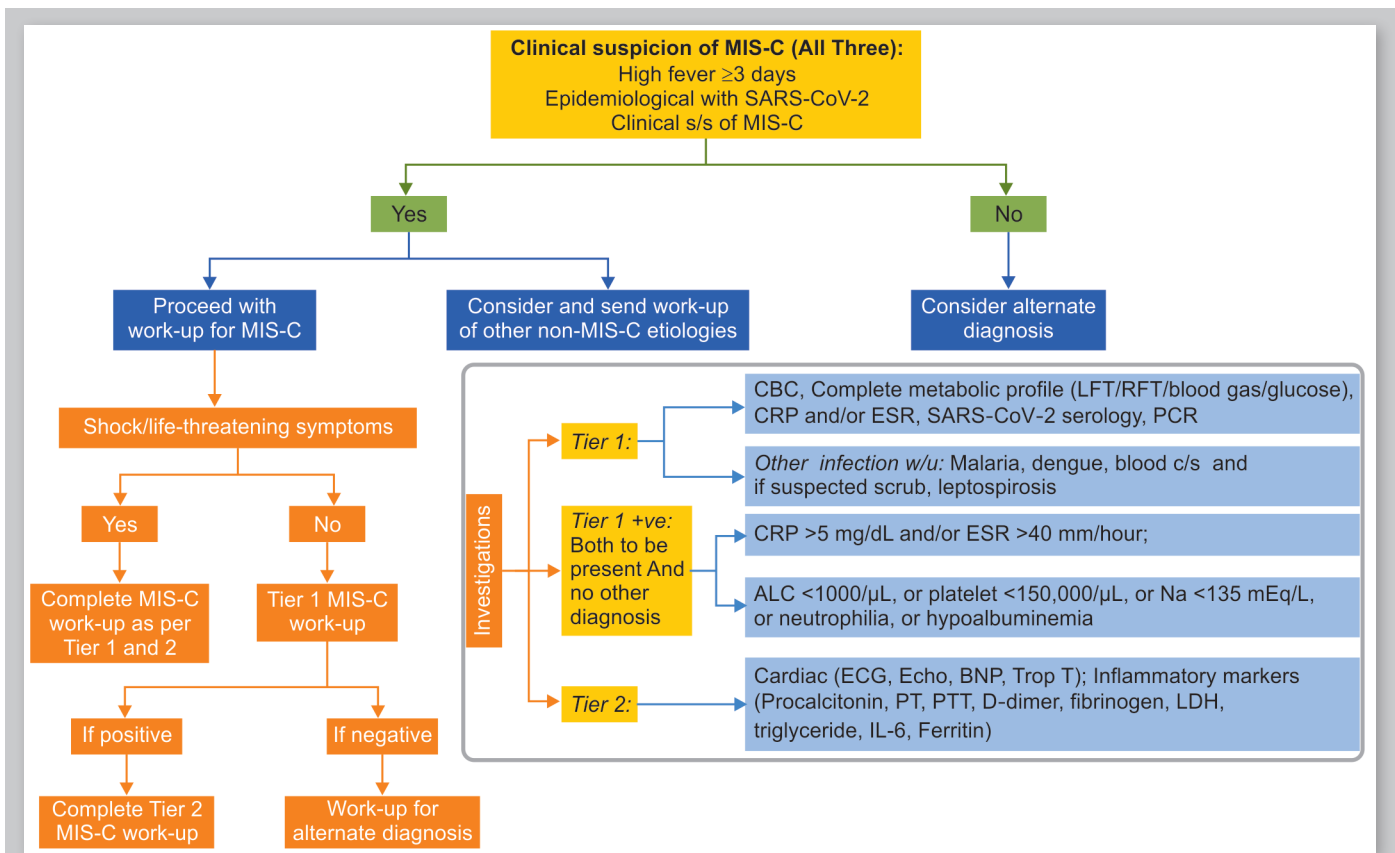 Clinical suspicion of MIS-C (All Three):
High fever ≥3 days
Epidemiological with SARS-CoV-2
Clinical s/s of MIS-C
Yes
No
Proceed with
work-up for MIS-C
Consider and send work-up
of other non-MIS-C etiologies
Consider alternate
diagnosis
Shock/life-threatening symptoms
Yes
No
Complete MIS-C
work-up as per
Tier 1 and 2
Tier 1 MIS-C
work-up
If positive
If negative
Complete Tier 2
MIS-C work-up
Work-up for
alternate diagnosis
Investigations
Tier 1:
CBC, Complete metabolic profile (LFT/RFT/blood gas/glucose),
CRP and/or ESR, SARS-CoV-2 serology, PCR
Other infection w/u: Malaria, dengue, blood c/s and
if suspected scrub, leptospirosis
Tier 1 +ve:
Both to be
present And
no other
diagnosis
CRP >5 mg/dL and/or ESR >40 mm/hour;
ALC <1000/µL, or platelet <150,000/µL, or Na <135 mEq/L,
or neutrophilia, or hypoalbuminemia
Tier 2:
Cardiac (ECG, Echo, BNP, Trop T); Inflammatory markers
(Procalcitonin, PT, PTT, D-dimer, fibrinogen, LDH,
triglyceride, IL-6, Ferritin)